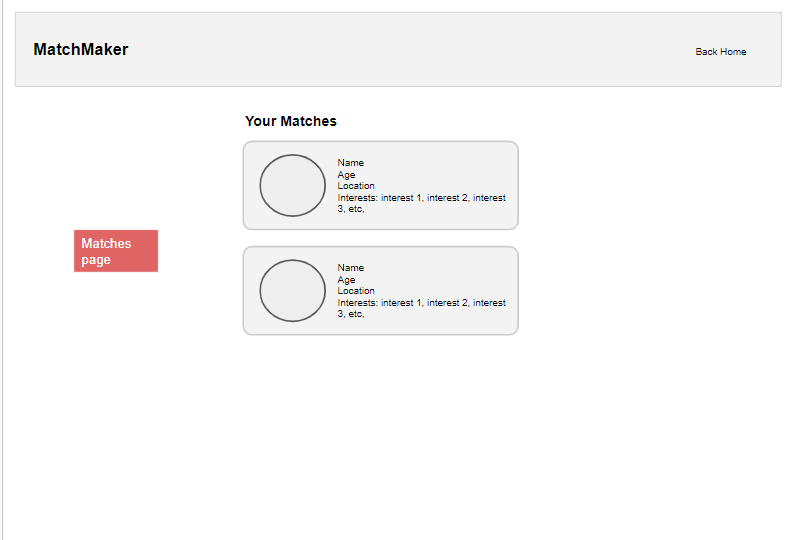 MatchMaker
Back Home
Your Matches
Name
Age
Location
Interests: interest 1, interest 2, interest
3, etc,
Matches
page
Name
Age
Location
Interests: interest 1, interest 2, interest
3, etc,